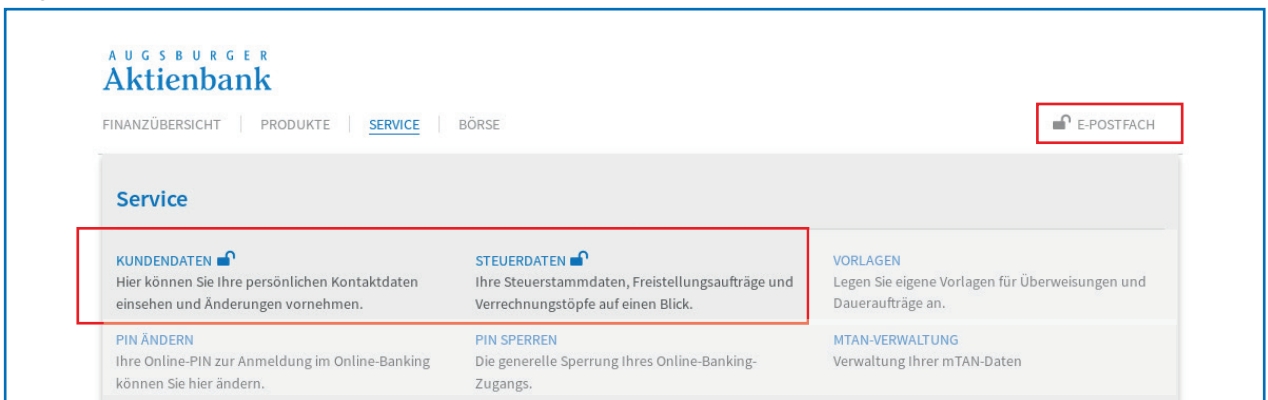 AUGSBURGER
Aktienbank
FINANZÜBERSICHT PRODUKTE SERVICE BÖRSE E-POSTFACH
Service
KUNDENDATEN
Hier können Sie Ihre persönlichen Kontaktdaten
einsehen und Änderungen vornehmen.
STEUERDATEN
Ihre Steuerstammdaten, Freistellungsaufträge und
Verrechnungstöpfe auf einen Blick.
VORLAGEN
Legen Sie eigene Vorlagen für Überweisungen und
Daueraufträge an.
PIN ÄNDERN
Ihre Online-PIN zur Anmeldung im Online-Banking
können Sie hier ändern.
PIN SPERREN
Die generelle Sperrung Ihres Online-Banking-
Zugangs.
MTAN-VERWALTUNG
Verwaltung Ihrer mTAN-Daten